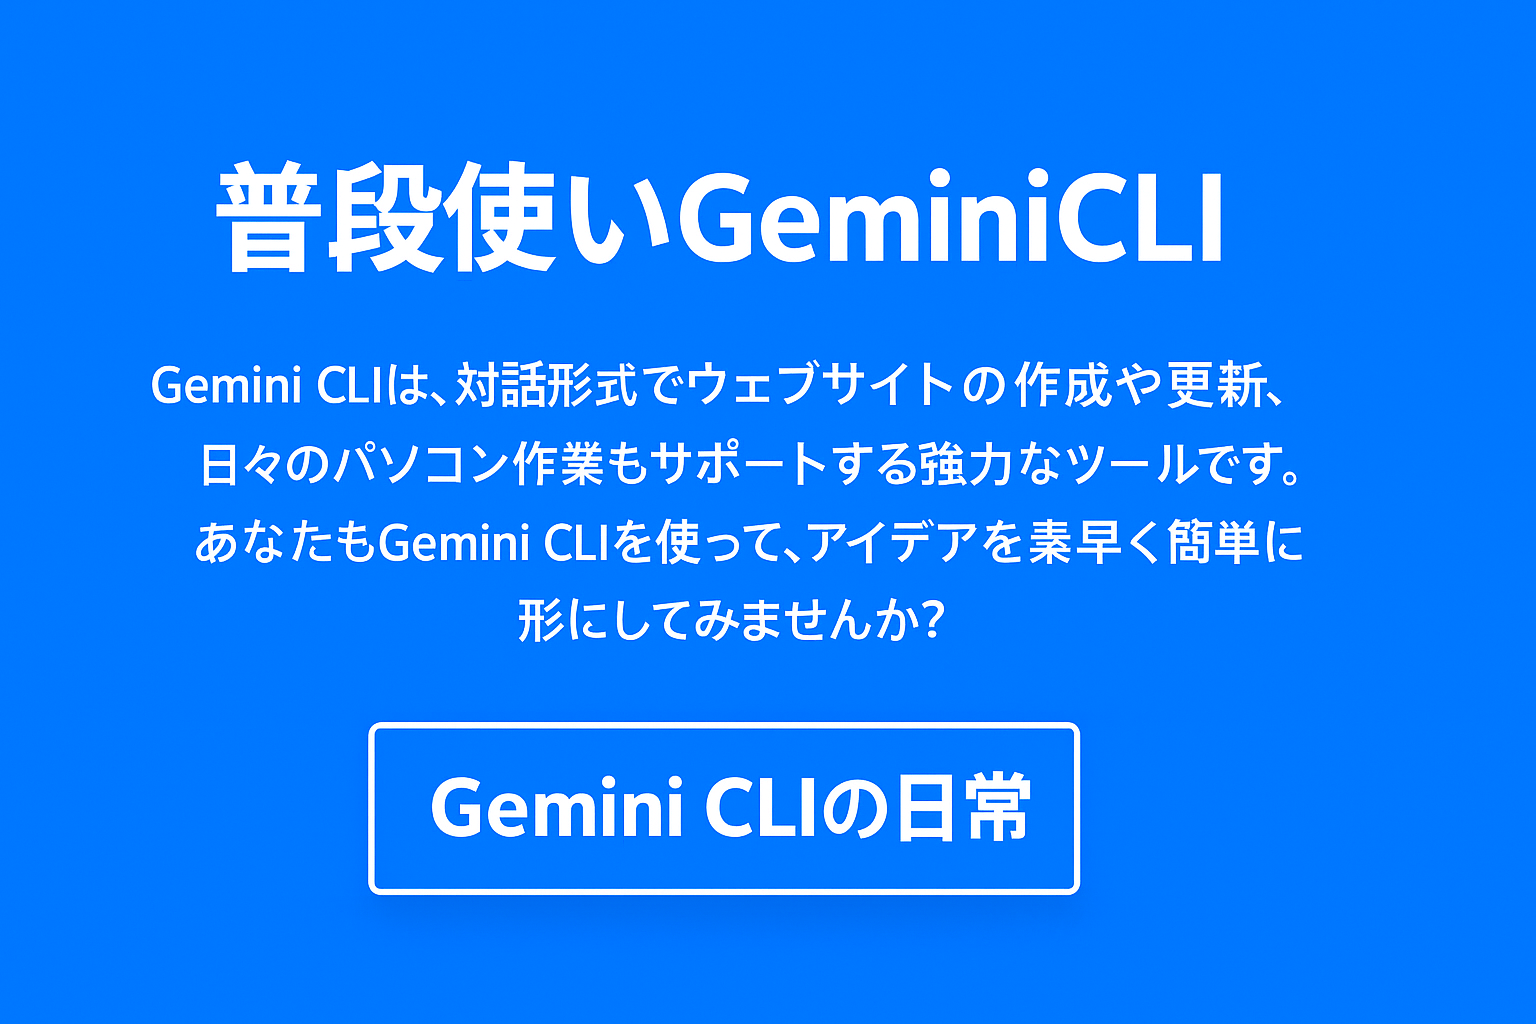 普段使いGeminiCLI
Gemini CLIは、対話形式でウェブサイトの作成や更新、
日々のパソコン作業もサポートする強力なツールです。
あなたもGemini CLIを使って、アイデアを素早く簡単に
形にしてみませんか？
Gemini CLIの日常